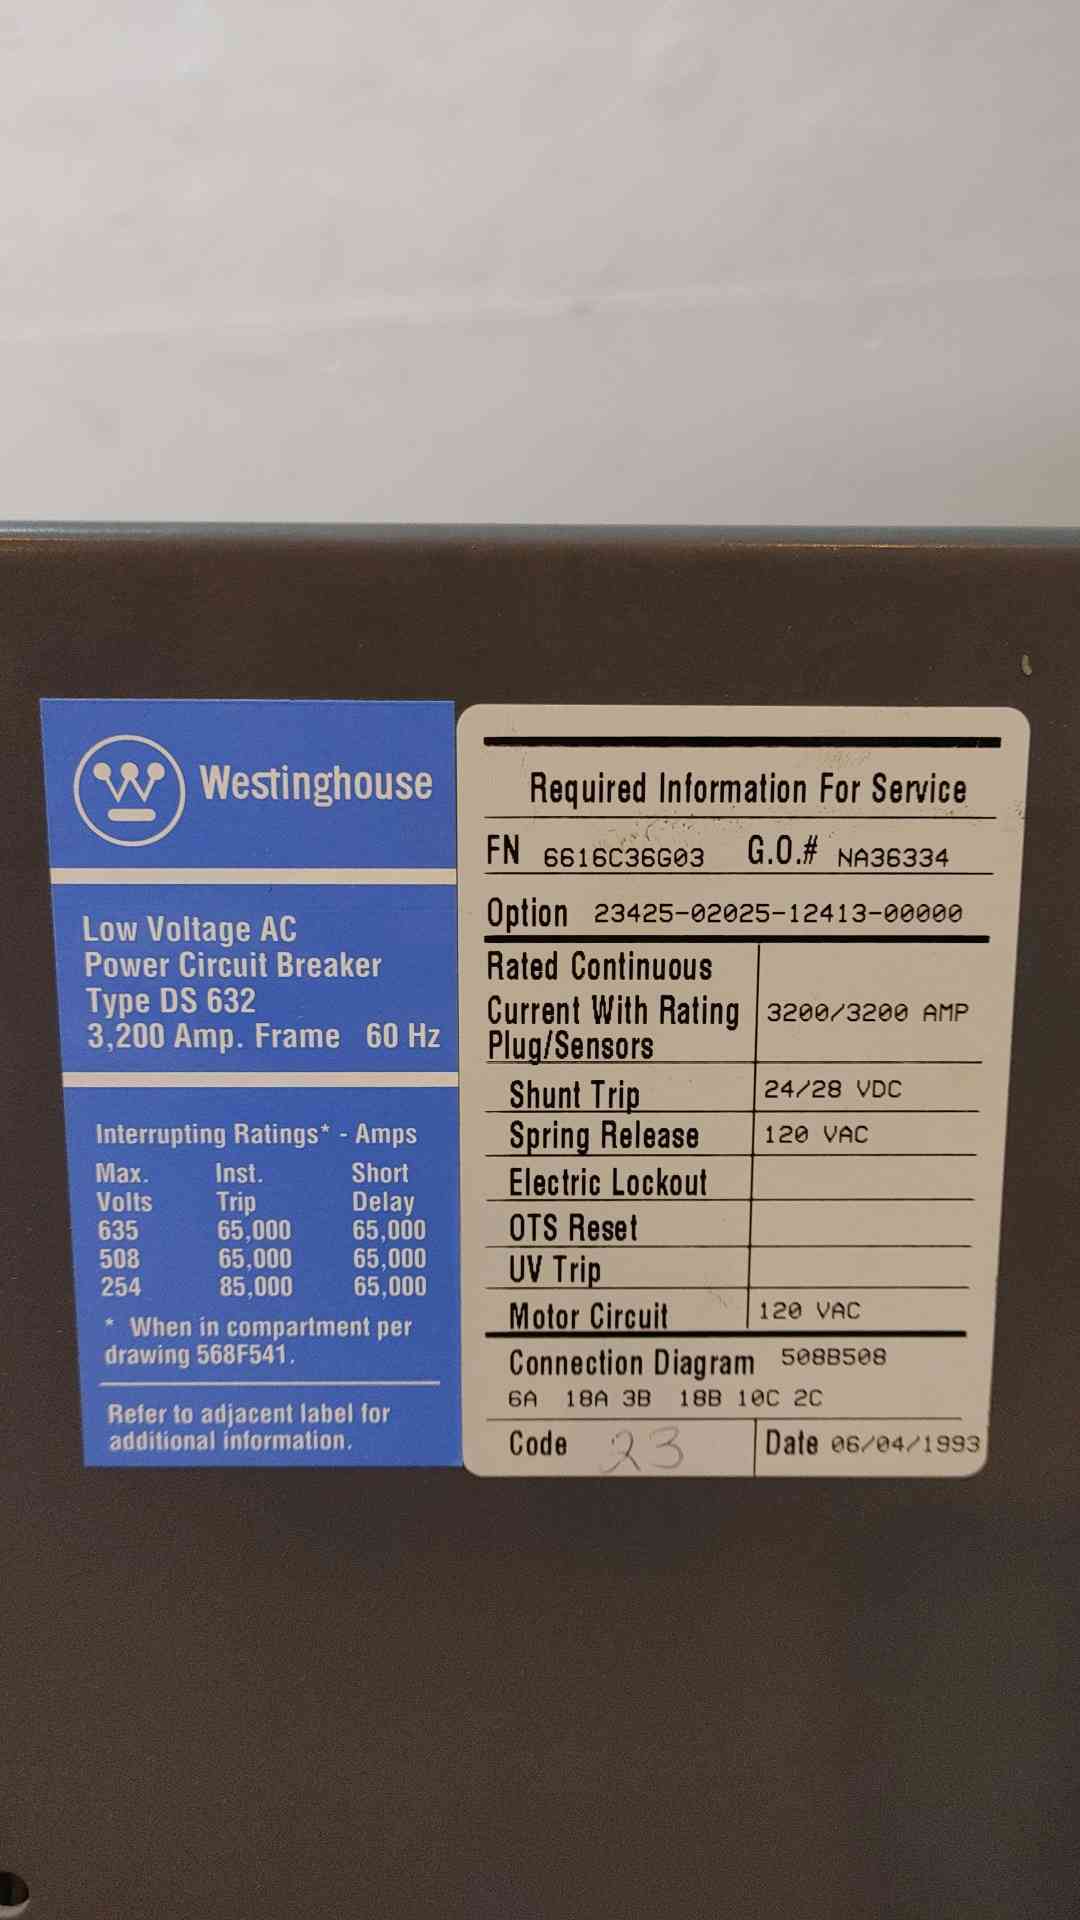 Westinghouse
Low Voltage AC
Power Circuit Breaker
Type DS 632
3,200 Amp. Frame 60 Hz
Interrupting Ratings* - Amps
Max. Inst. Short
Volts Trip Delay
635 65,000 65,000
508 65,000 65,000
254 85,000 65,000
* When in compartment per
drawing 568F541.
Refer to adjacent label for
additional information.
Required Information For Service
FN 6616C36G03 G.O.# NA36334
Option 23425-02025-12413-00000
Rated Continuous
Current With Rating 3200/3200 AMP
Plug/Sensors
Shunt Trip 24/28 VDC
Spring Release 120 VAC
Electric Lockout
OTS Reset
UV Trip
Motor Circuit 120 VAC
Connection Diagram 508B508
6A 18A 3B 18B 10C 2C
Code 23 Date 06/04/1993